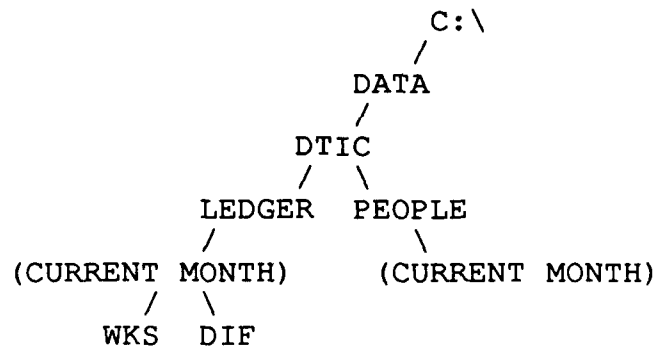 C:\
DATA
DTIC
LEDGER PEOPLE
(CURRENT MONTH) (CURRENT MONTH)
WKS DIF